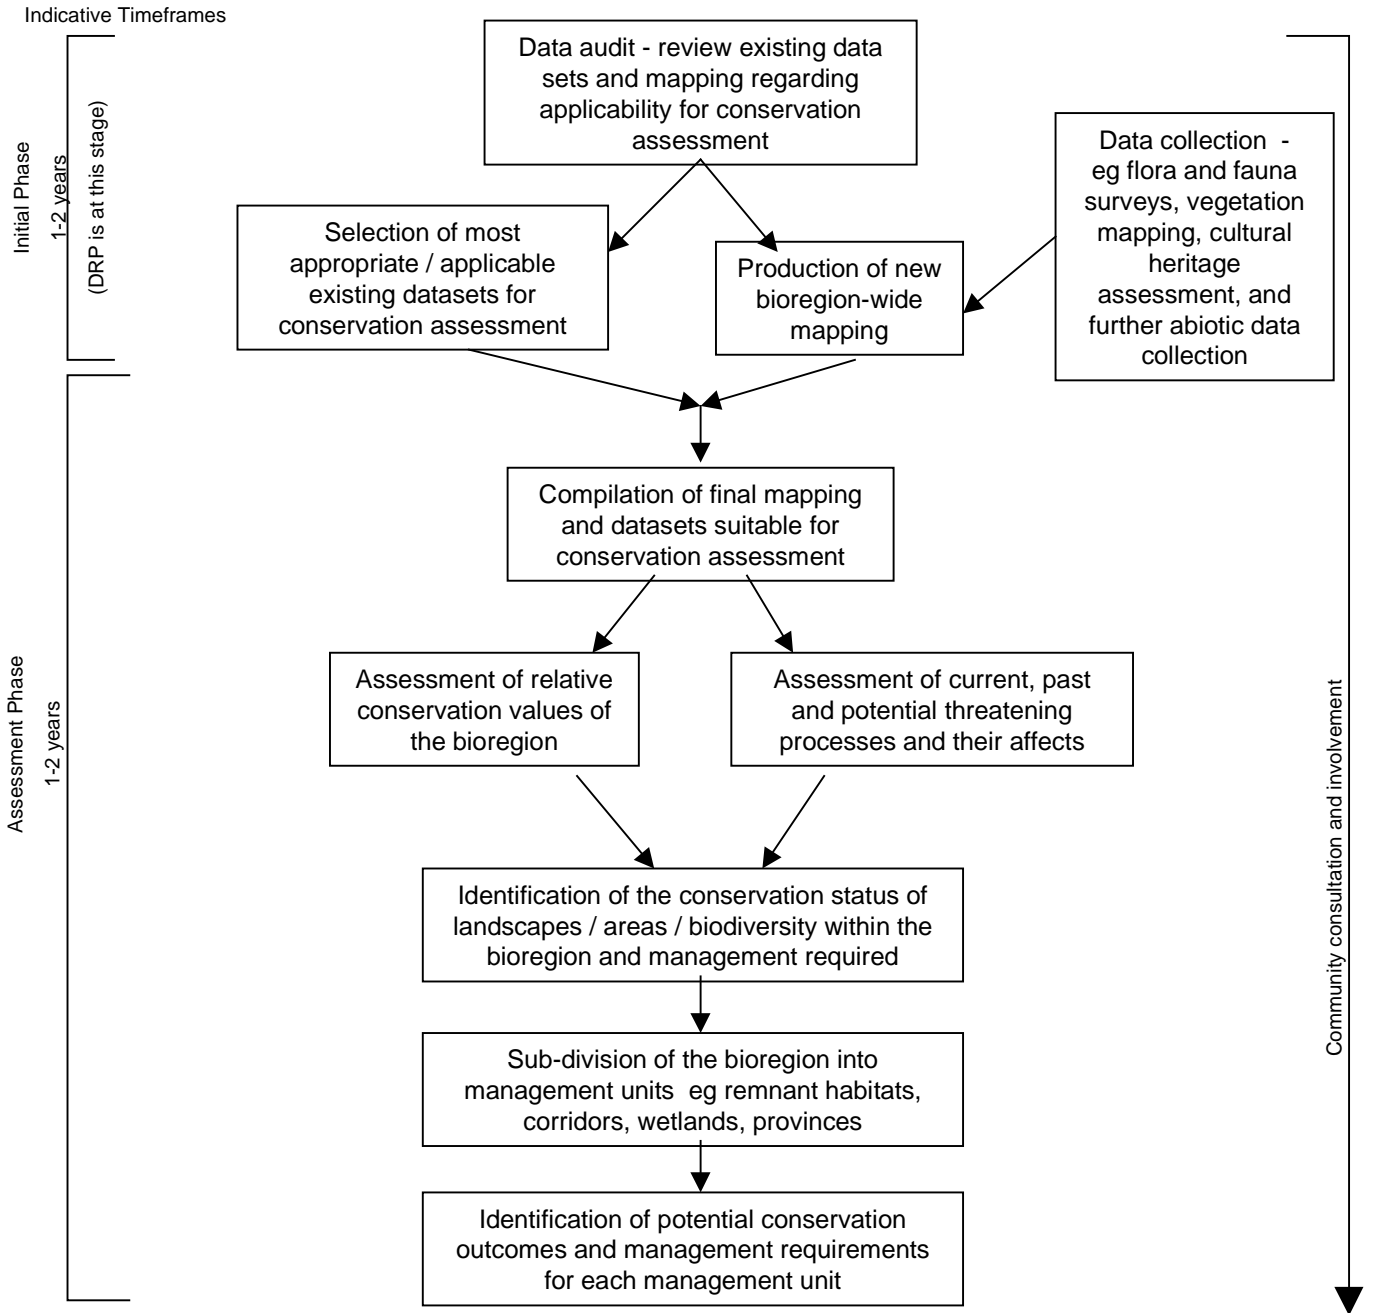 Indicative Timeframes
Initial Phase
1-2 years
(DRP is at this stage)
Data audit - review existing data
sets and mapping regarding
applicability for conservation
assessment
Data collection -
eg flora and fauna
surveys, vegetation
mapping, cultural
heritage
assessment, and
further abiotic data
collection
Selection of most
appropriate / applicable
existing datasets for
conservation assessment
Production of new
bioregion-wide
mapping
Assessment Phase
1-2 years
Compilation of final mapping
and datasets suitable for
conservation assessment
Assessment of relative
conservation values of
the bioregion
Assessment of current, past
and potential threatening
processes and their affects
Identification of the conservation status of
landscapes / areas / biodiversity within the
bioregion and management required
Sub-division of the bioregion into
management units eg remnant habitats,
corridors, wetlands, provinces
Identification of potential conservation
outcomes and management requirements
for each management unit
Community consultation and involvement